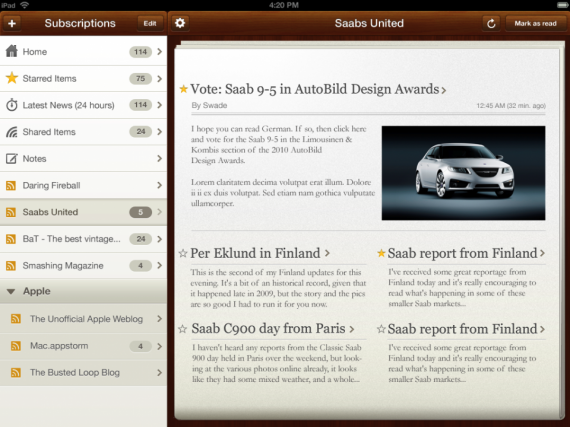 iPad
4:20 PM
Subscriptions
Edit
Saabs United
Mark as read
Home 114
Starred Items 75
Latest News (24 hours) 114
Shared Items 24
Notes
Daring Fireball
Saabs United 5
BaT - The best vintage... 24
Smashing Magazine 4
Apple
The Unofficial Apple Weblog
Mac.appstorm 4
The Busted Loop Blog
Vote: Saab 9-5 in AutoBild Design Awards
By Swade
12:45 AM (32 min. ago)
I hope you can read German. If so, then click here
and vote for the Saab 9-5 in the Limousinen &
Kombis section of the 2010 AutoBild
Design Awards.
Lorem claritatem decima volutpat erat illum. Dolore
it ii ex duis volutpat. Sed etiam nam gothica vulputate
ullamcorper.
Per Eklund in Finland
This is the second of my Finland updates for this
evening. It's a bit of an historical record, given that
it happened late in 2009, but the story and the pics
are so good I had to run it for you now.
Saab report from Finland
I've received some great reportage from
Finland today and it's really encouraging to
read what's happening in some of these
smaller Saab markets...
Saab C900 day from Paris
I haven't heard any reports from the Classic Saab
900 day held in Paris over the weekend, but look-
ing at the various photos online already, it looks
like they had some mixed weather, and a whole...
Saab report from Finland
I've received some great reportage from
Finland today and it's really encouraging to
read what's happening in some of these
smaller Saab markets...